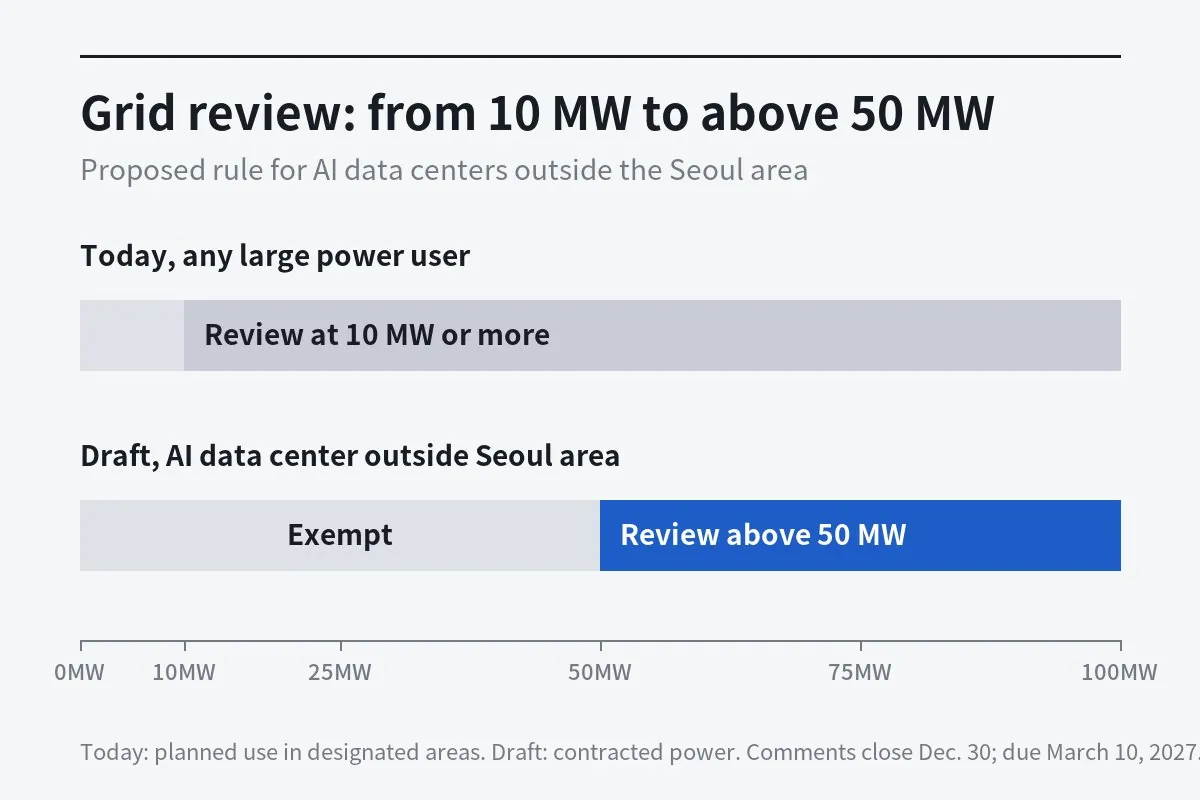 Grid review: from 10 MW to above 50 MW
Proposed rule for AI data centers outside the Seoul area
Today, any large power user
Review at 10 MW or more
Draft, AI data center outside Seoul area
Exempt
Review above 50 MW
0MW
10MW
25MW
50MW
75MW
100MW
Today: planned use in designated areas. Draft: contracted power. Comments close Dec. 30; due March 10, 2027.